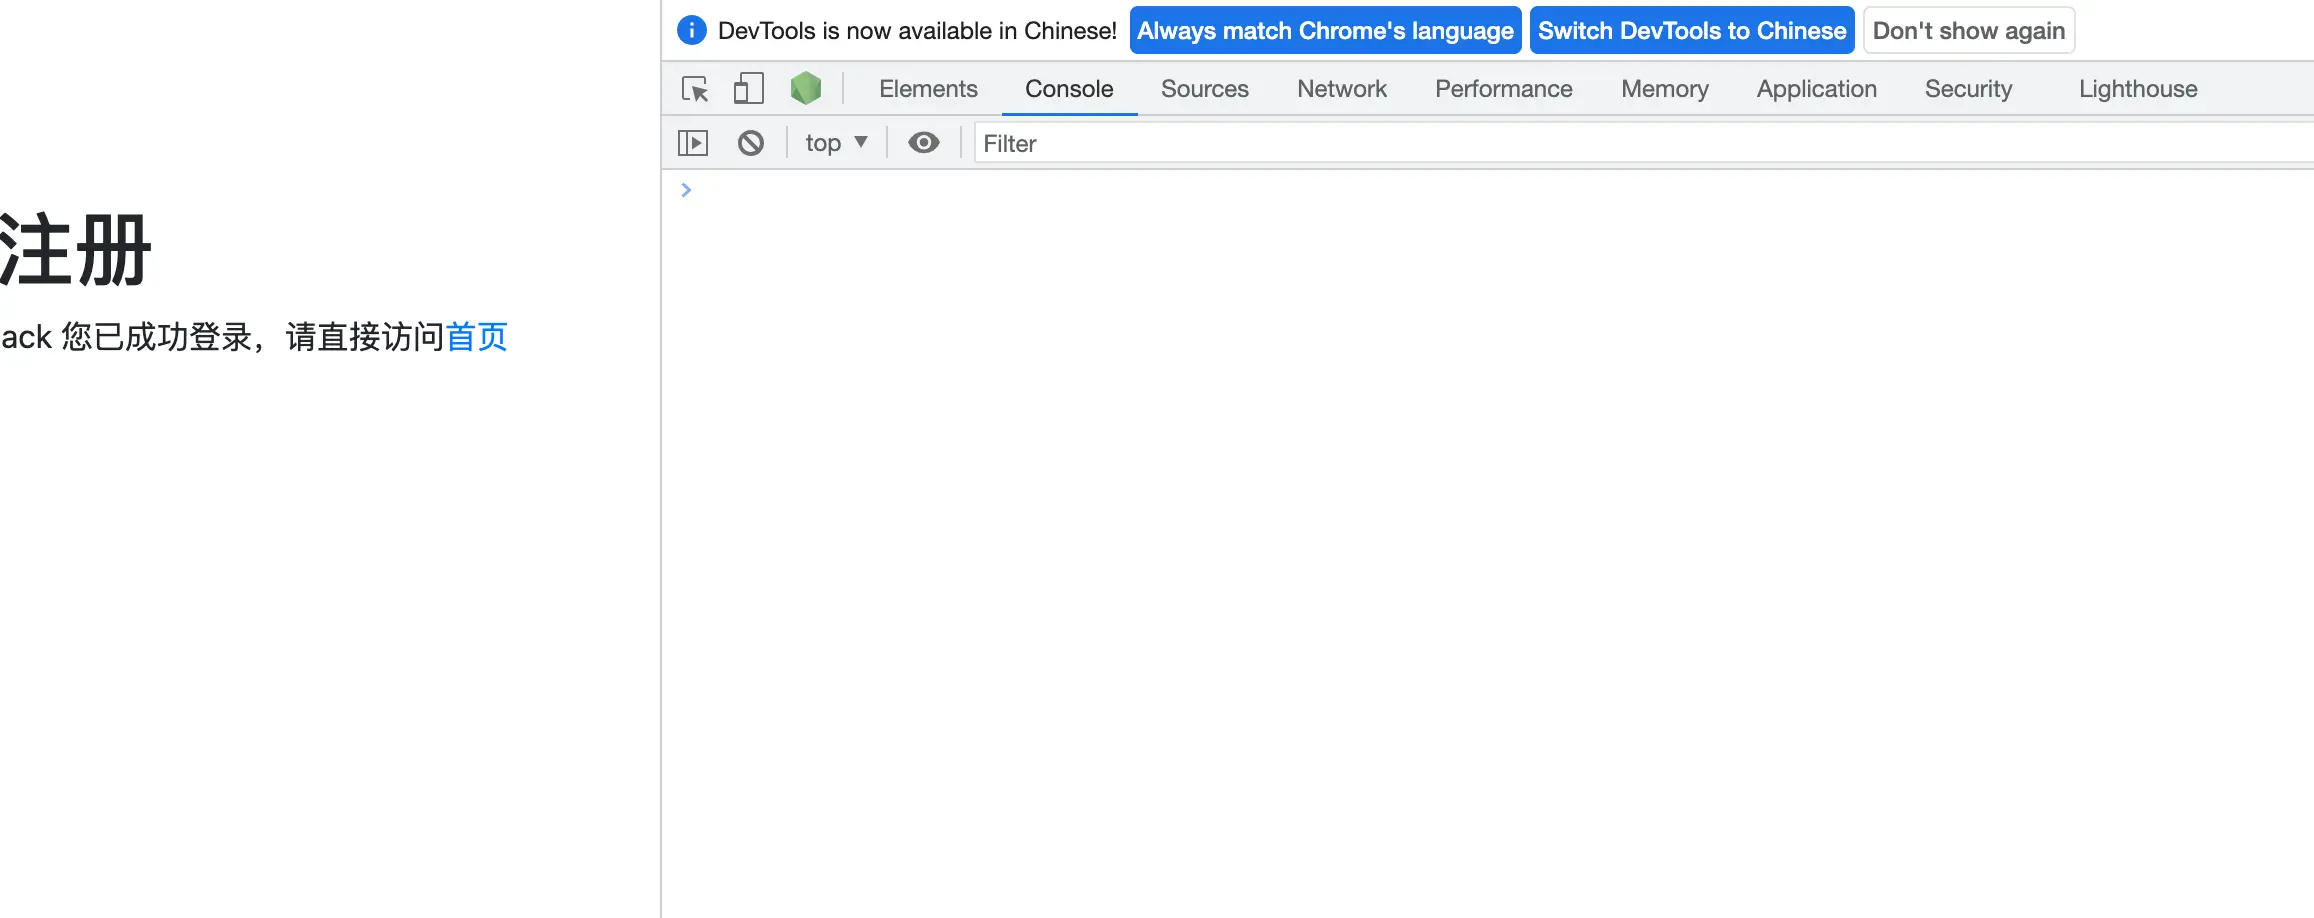 DevTools is now available in Chinese! Always match Chrome's language Switch DevTools to Chinese Don't show again
Elements Console Sources Network Performance Memory Application Security Lighthouse
top Filter
注册
ack 您已成功登录，请直接访问首页